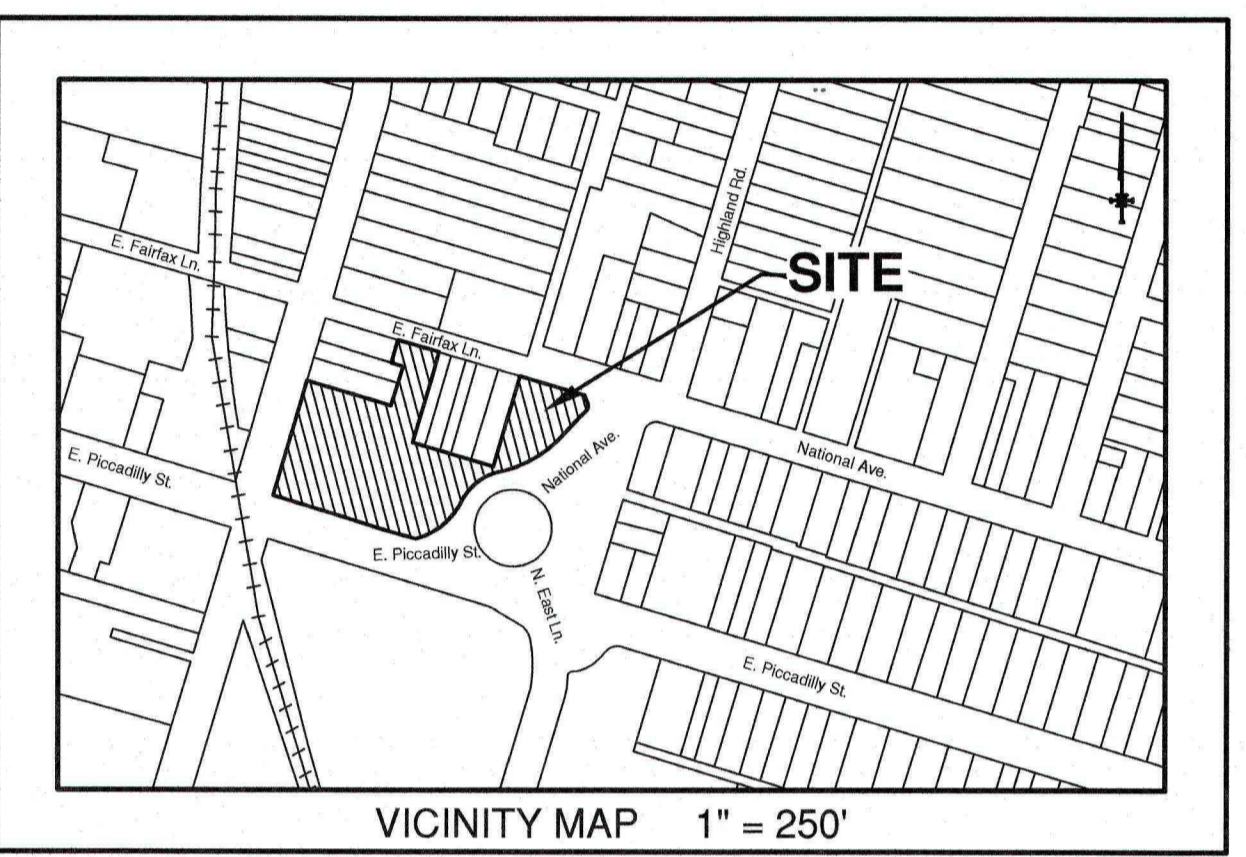 Highland Rd.
E. Fairfax Ln.
SITE
E. Fairfax Ln.
National Ave.
National Ave.
E. Piccadilly St.
E. Piccadilly St.
N. East Ln.
E. Piccadilly St.
VICINITY MAP 1" = 250'